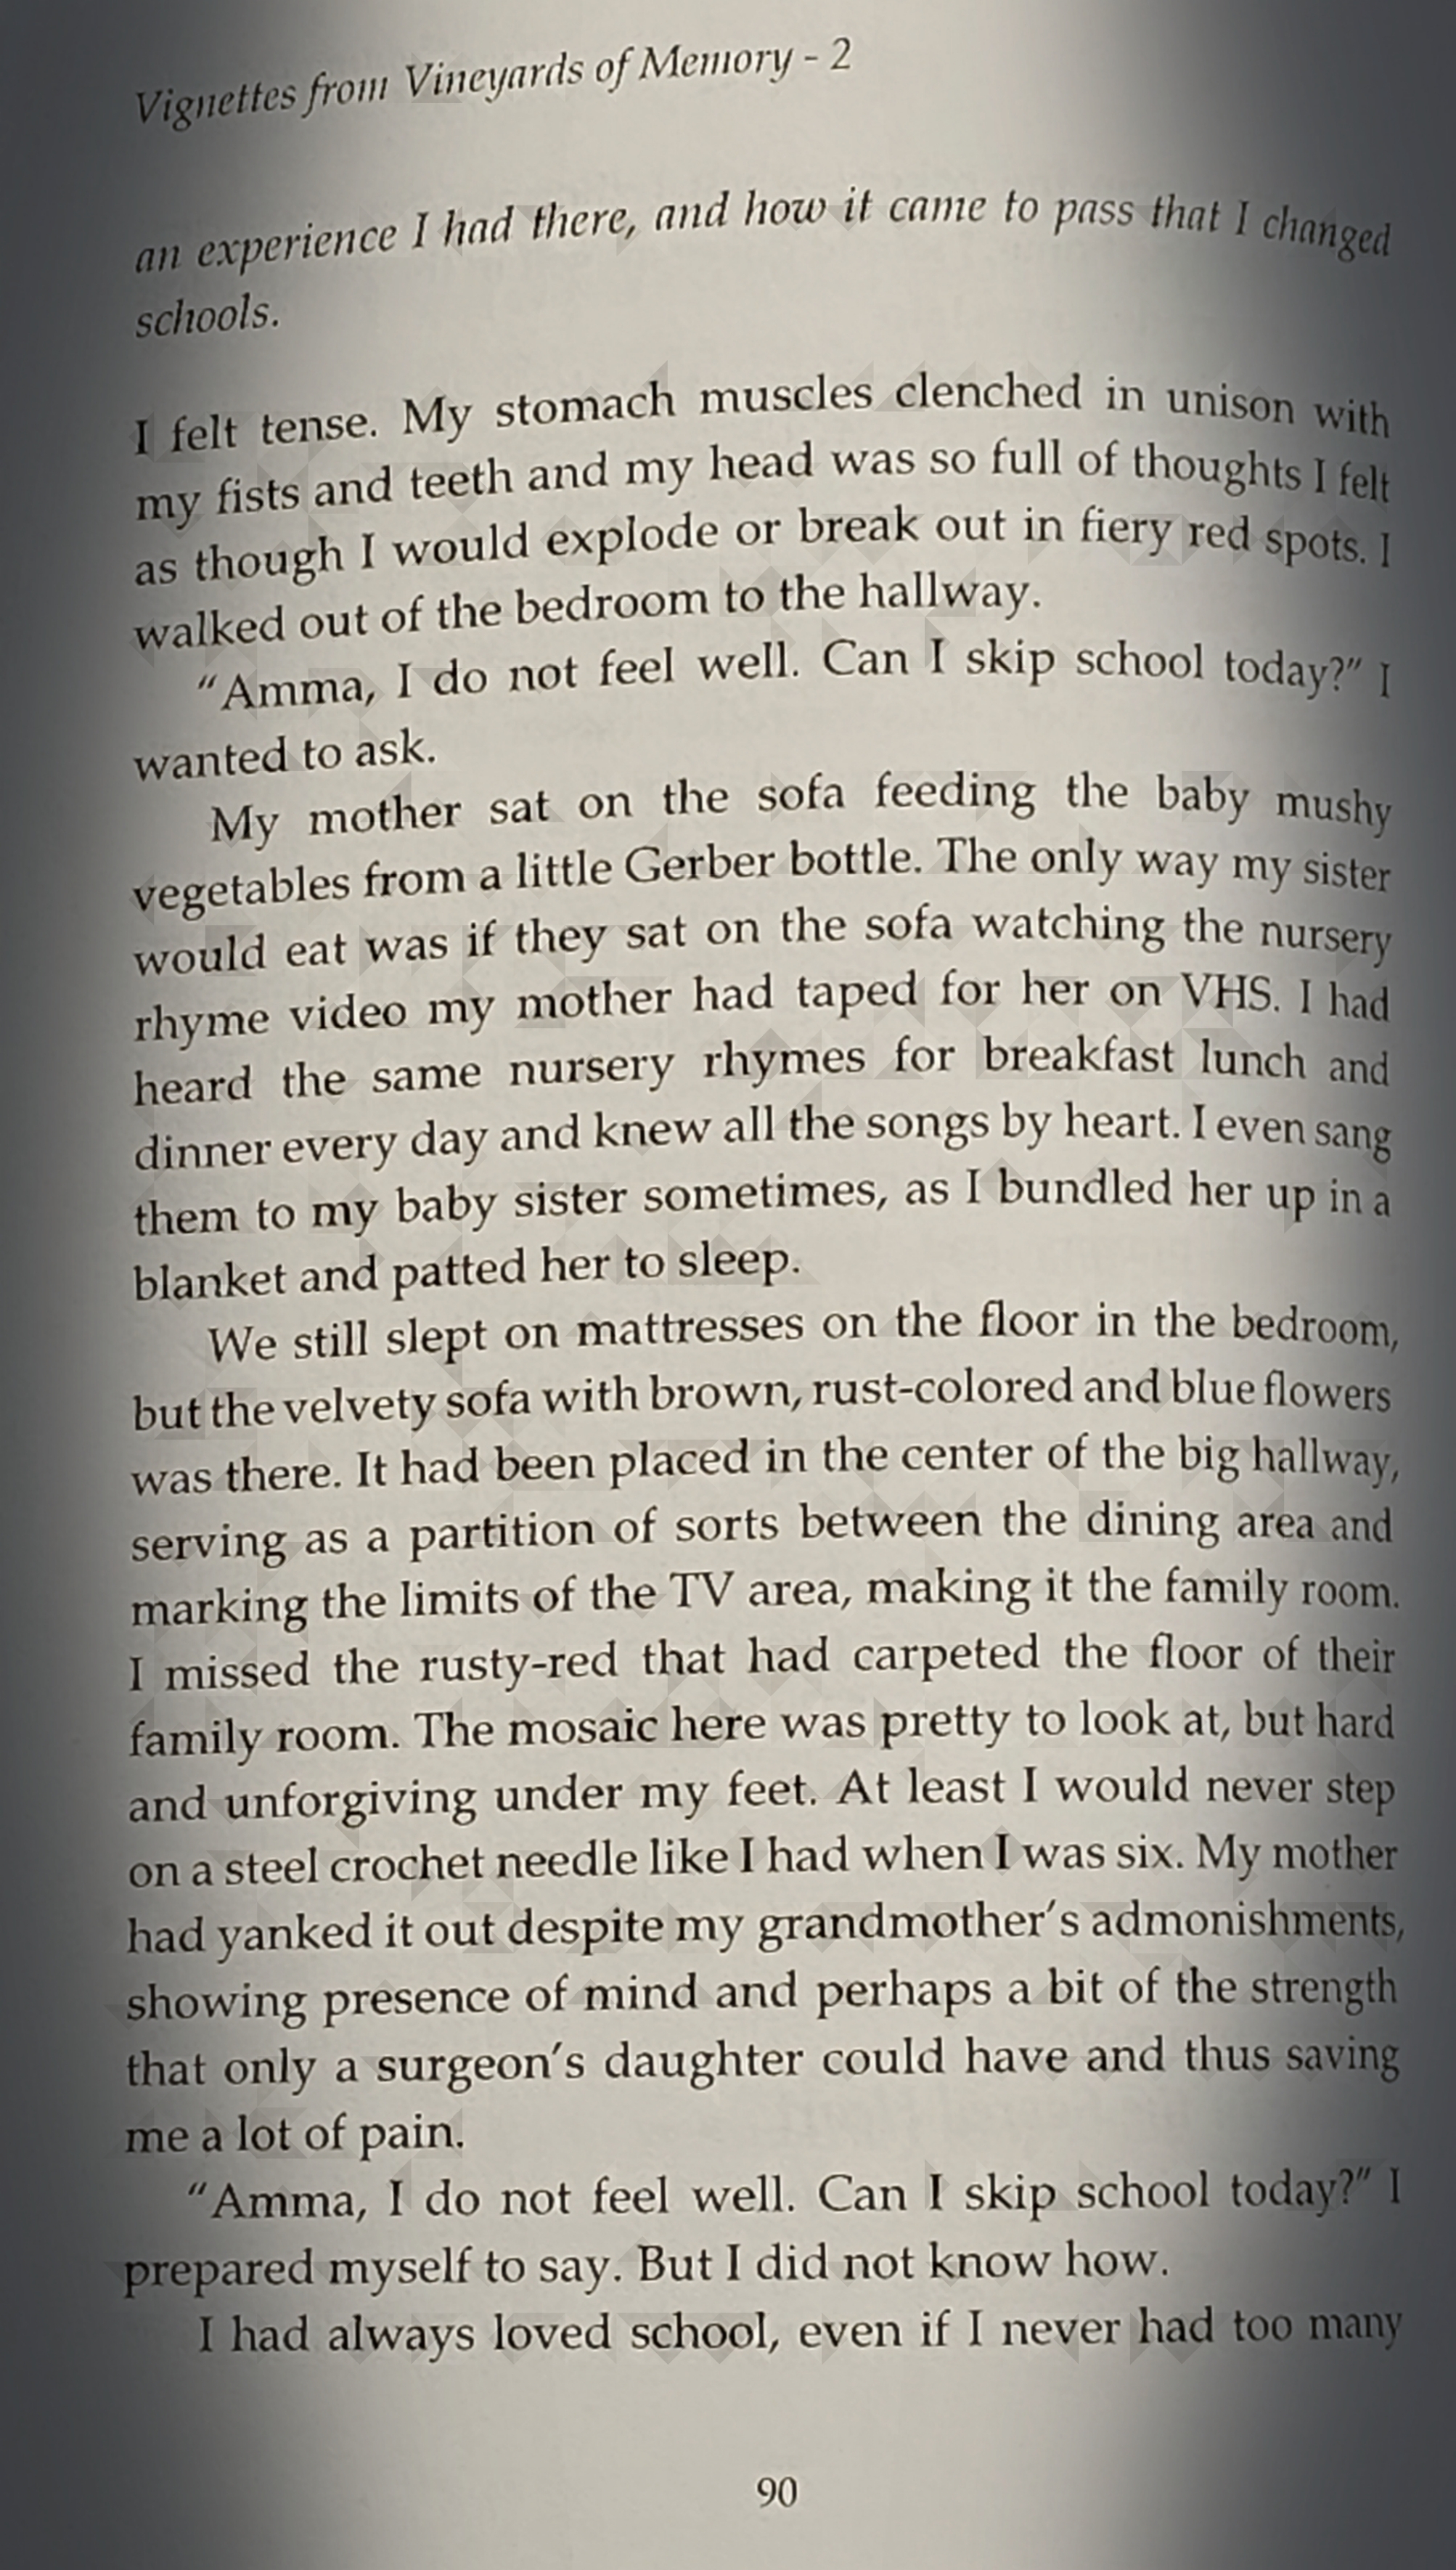 Vignettes from Vineyards of Memory - 2
an experience I had there, and how it came to pass that I changed
schools.
I felt tense. My stomach muscles clenched in unison with
my fists and teeth and my head was so full of thoughts I felt
as though I would explode or break out in fiery red spots. I
walked out of the bedroom to the hallway.
“Amma, I do not feel well. Can I skip school today?” I
wanted to ask.
My mother sat on the sofa feeding the baby mushy
vegetables from a little Gerber bottle. The only way my sister
would eat was if they sat on the sofa watching the nursery
rhyme video my mother had taped for her on VHS. I had
heard the same nursery rhymes for breakfast lunch and
dinner every day and knew all the songs by heart. I even sang
them to my baby sister sometimes, as I bundled her up in a
blanket and patted her to sleep.
We still slept on mattresses on the floor in the bedroom,
but the velvety sofa with brown, rust-colored and blue flowers
was there. It had been placed in the center of the big hallway,
serving as a partition of sorts between the dining area and
marking the limits of the TV area, making it the family room.
I missed the rusty-red that had carpeted the floor of their
family room. The mosaic here was pretty to look at, but hard
and unforgiving under my feet. At least I would never step
on a steel crochet needle like I had when I was six. My mother
had yanked it out despite my grandmother’s admonishments,
showing presence of mind and perhaps a bit of the strength
that only a surgeon’s daughter could have and thus saving
me a lot of pain.
“Amma, I do not feel well. Can I skip school today?” I
prepared myself to say. But I did not know how.
I had always loved school, even if I never had too many
90